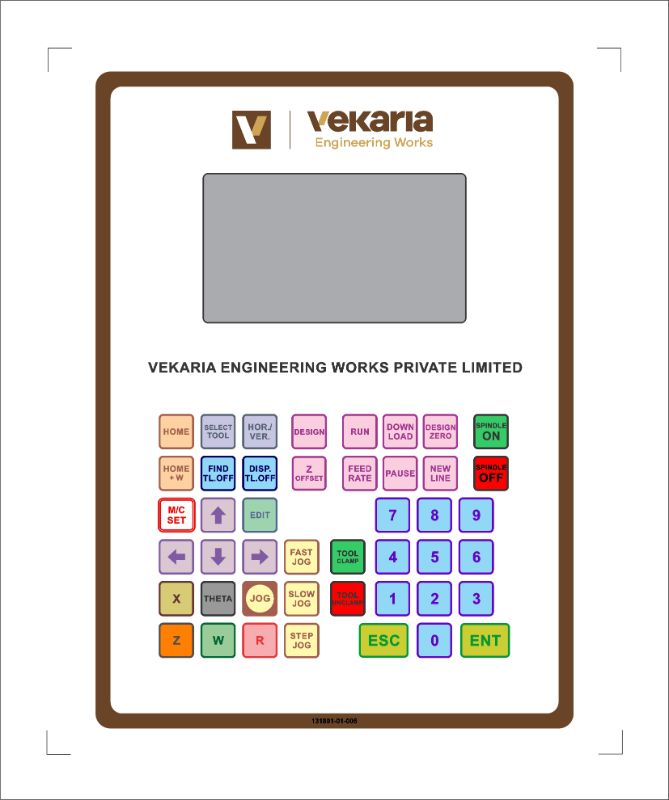 V
Vekaria
Engineering Works
VEKARIA ENGINEERING WORKS PRIVATE LIMITED
HOME
SELECT
TOOL
HOR./
VER.
DESIGN
RUN
DOWN
LOAD
DESIGN
ZERO
SPINDLE
ON
HOME
+ W
FIND
TL.OFF
DISP.
TL.OFF
Z
OFFSET
FEED
RATE
PAUSE
NEW
LINE
SPINDLE
OFF
M/C
SET
EDIT
7
8
9
FAST
JOG
TOOL
CLAMP
4
5
6
X
THETA
JOG
SLOW
JOG
TOOL
UNCLAMP
1
2
3
Z
W
R
STEP
JOG
ESC
0
ENT
131891-01-006